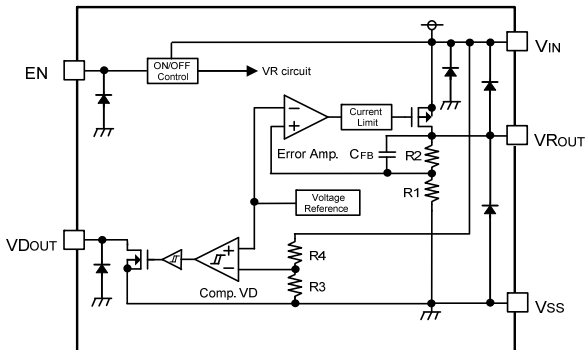 EN
ON/OFF
Control
VR circuit
VIN
−
+
Current
Limit
VROUT
Error Amp.
CFB
R2
R1
Voltage
Reference
VDOUT
+
−
R4
R3
Comp. VD
VSS